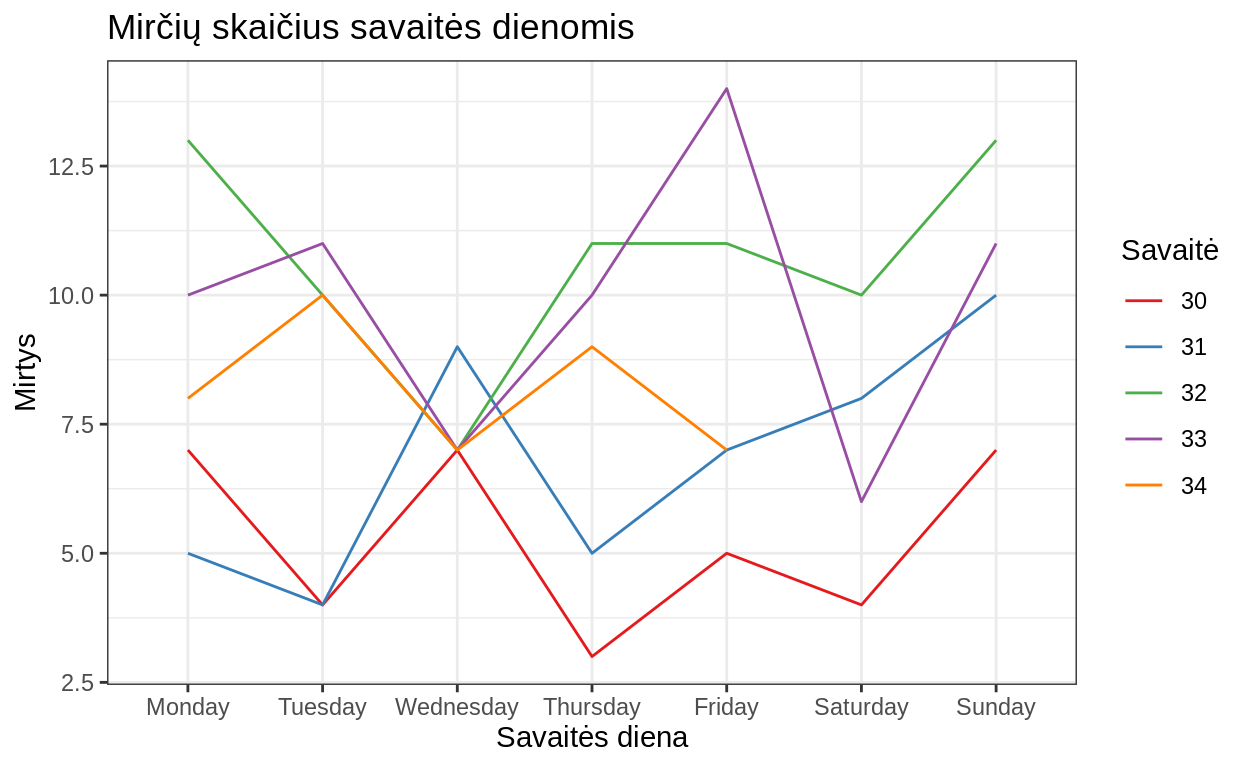 Mirčių skaičius savaitės dienomis
Mirtys
12.5
10.0
7.5
5.0
2.5
Monday Tuesday Wednesday Thursday Friday Saturday Sunday
Savaitės diena
Savaitė
30
31
32
33
34